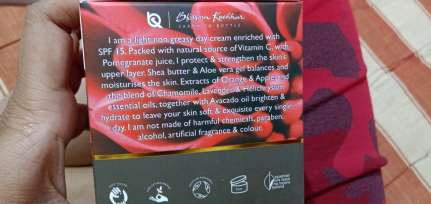 Blossom Kochhar
I am a light non greasy day cream enriched with
SPF 15. Packed with natural source of Vitamin C, with
Pomegranate juice, I protect & strengthen the skin's
upper layer. Shea butter & Aloe vera gel balances and
moisturises the skin. Extracts of Orange & Apple and
the blend of Chamomile, Lavender & Helichrysum
essential oils, together with Avocado oil brighten &
hydrate to leave your skin soft & exquisite every single
day. I am not made of harmful chemicals, paraben,
alcohol, artificial fragrance & colour.